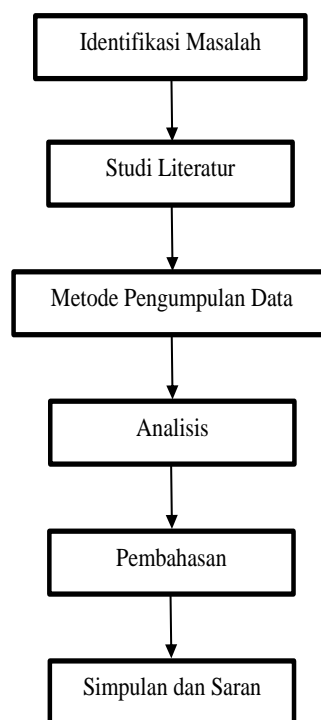 Identifikasi Masalah
Studi Literatur
Metode Pengumpulan Data
Analisis
Pembahasan
Simpulan dan Saran